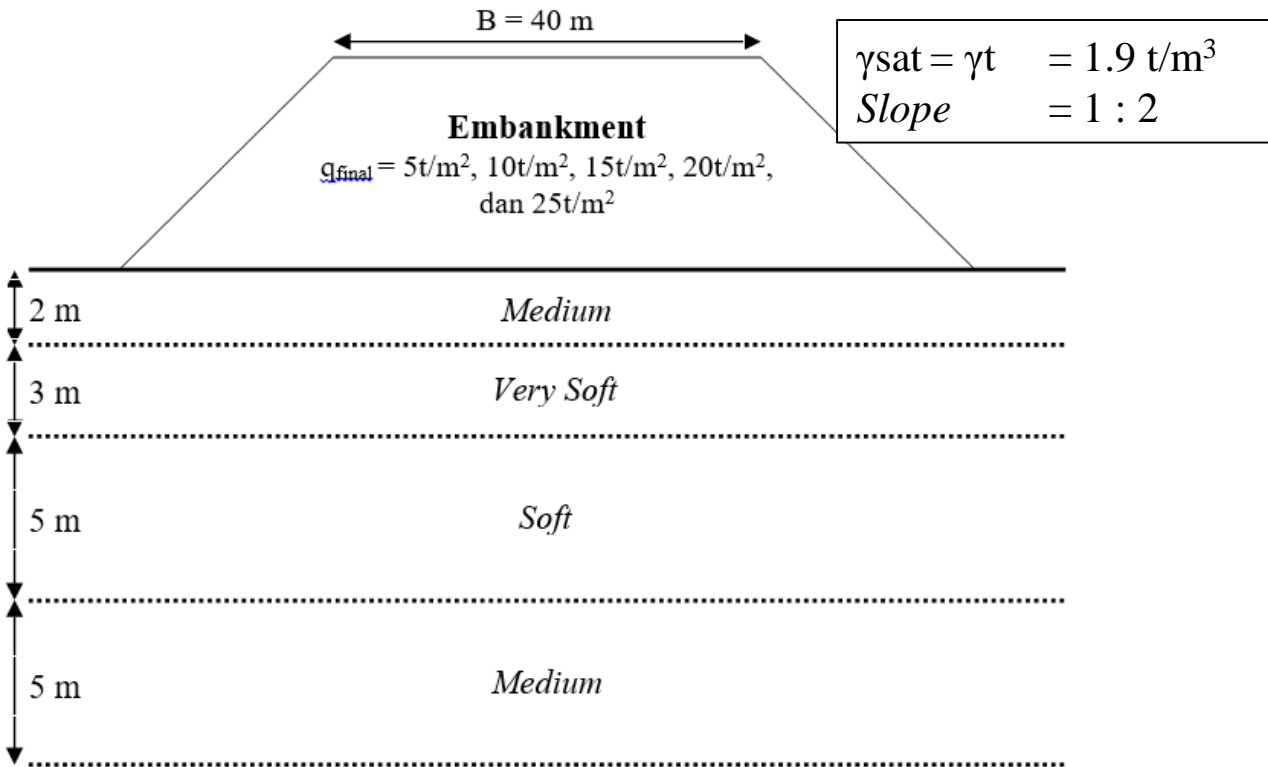 B = 40 m
γsat = γt = 1.9 t/m³
Slope = 1 : 2
Embankment
qfinal = 5t/m², 10t/m², 15t/m², 20t/m²,
dan 25t/m²
2 m
Medium
3 m
Very Soft
5 m
Soft
5 m
Medium